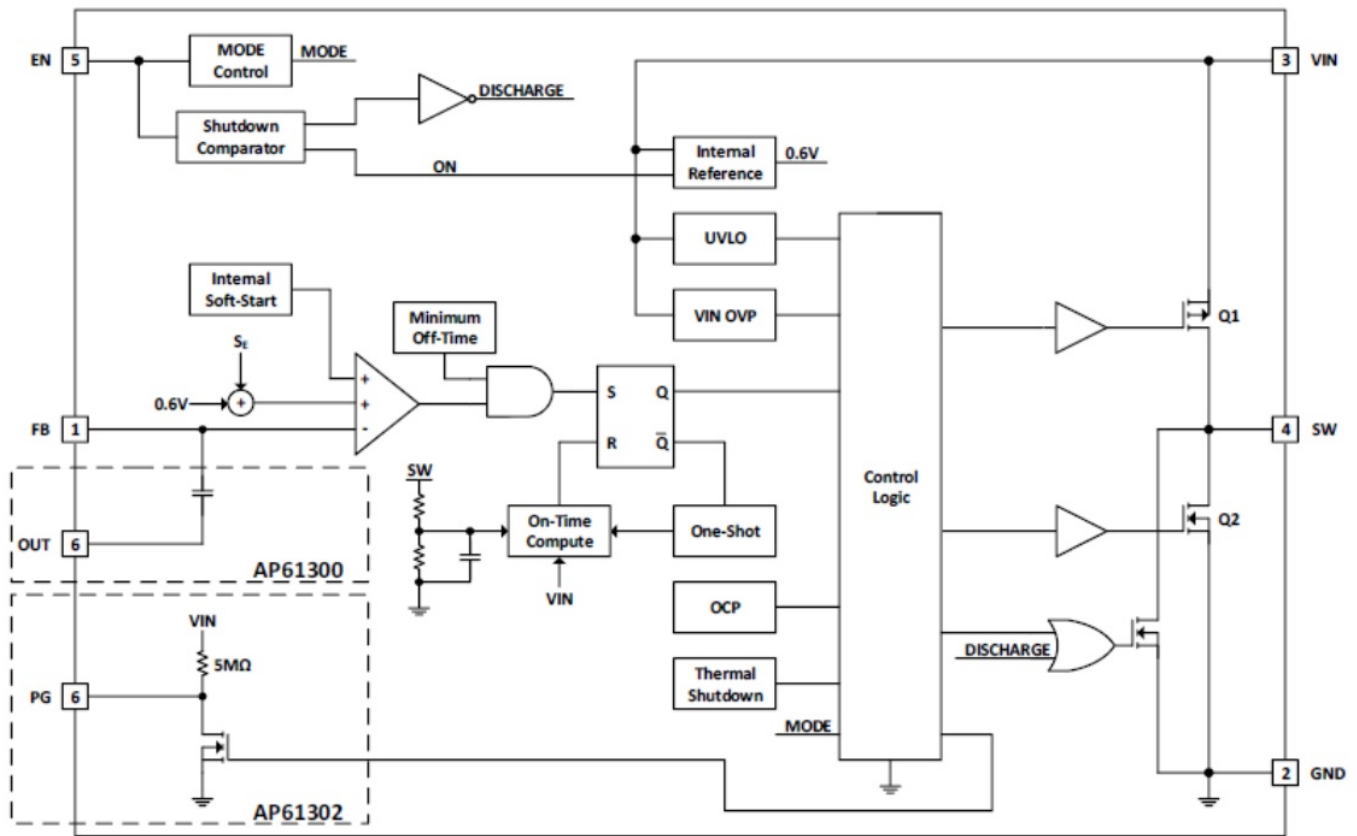 EN 5
MODE
Control
MODE
3 VIN
DISCHARGE
Shutdown
Comparator
ON
Internal
Reference
0.6V
UVLO
Internal
Soft-Start
Minimum
Off-Time
VIN OVP
Q1
SE
+
0.6V
+
+
-
S Q
R Q̅
FB 1
4 SW
SW
Control
Logic
On-Time
Compute
One-Shot
Q2
OUT 6
AP61300
VIN
OCP
VIN
5MΩ
DISCHARGE
Thermal
Shutdown
PG 6
MODE
2 GND
AP61302